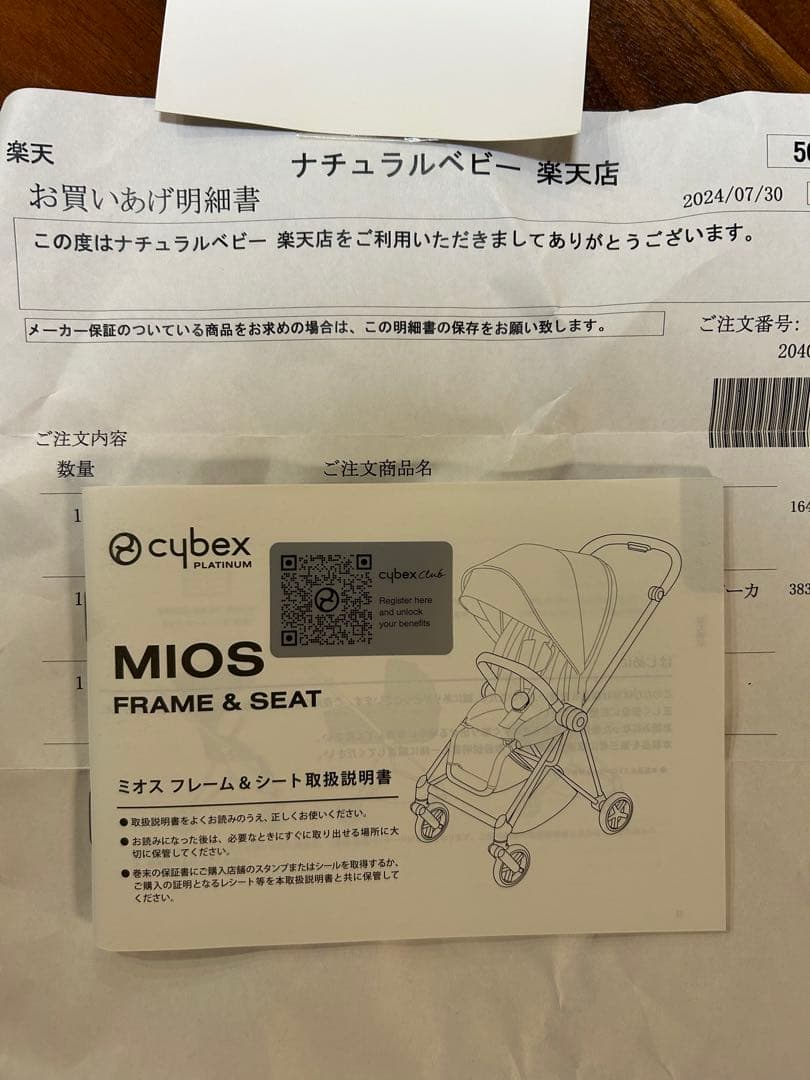 楽天
ナチュラルベビー 楽天店
50
お買いあげ明細書
2024/07/30
この度はナチュラルベビー 楽天店をご利用いただきましてありがとうございます。
メーカー保証のついている商品をお求めの場合は、この明細書の保存をお願い致します。
ご注文番号:
2040
ご注文内容
数量
ご注文商品名
1
164
1
ーカ
383
1
cybex
PLATINUM
cybex club
Register here
and unlock
your benefits
MIOS
FRAME & SEAT
ミオス フレーム&シート取扱説明書
●取扱説明書をよくお読みのうえ、正しくお使いください。
●お読みになった後は、必要なときにすぐに取り出せる場所に大
切に保管してください。
●巻末の保証書にご購入店舗のスタンプまたはシールを取得するか、
ご購入の証明となるレシート等を本取扱説明書と共に保管して
ください。